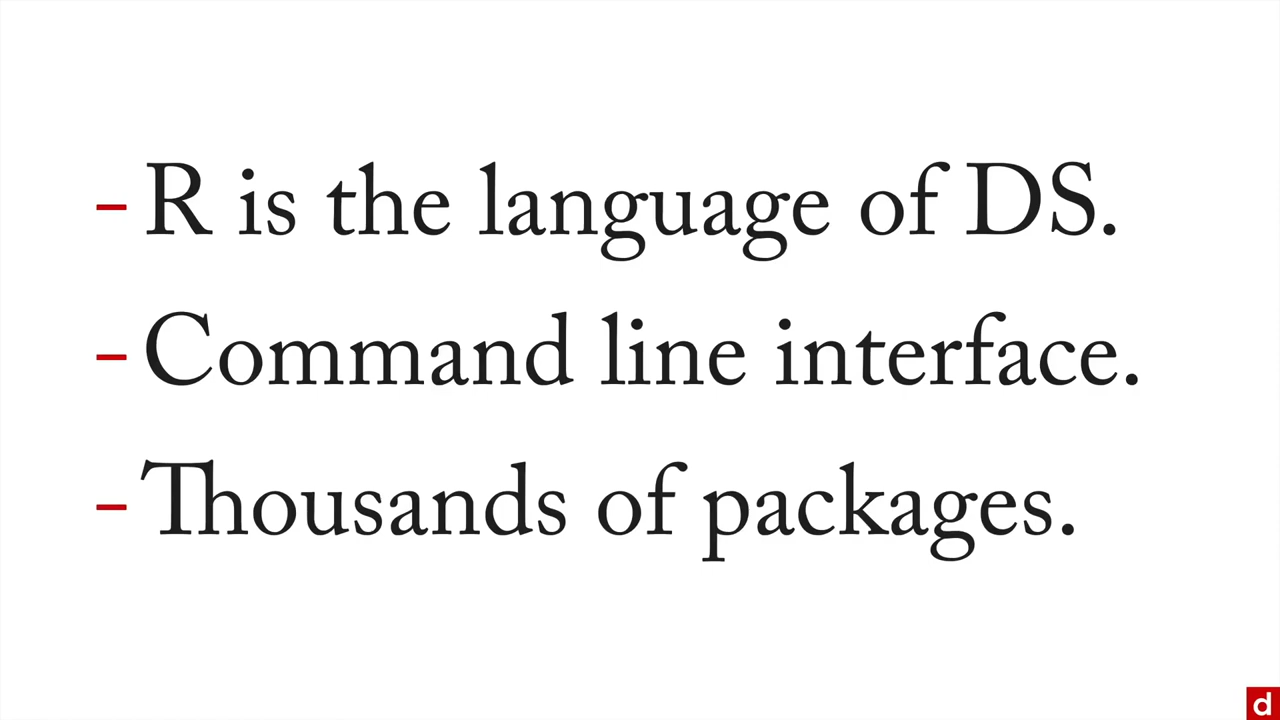 - R is the language of DS.
- Command line interface.
- Thousands of packages.
d